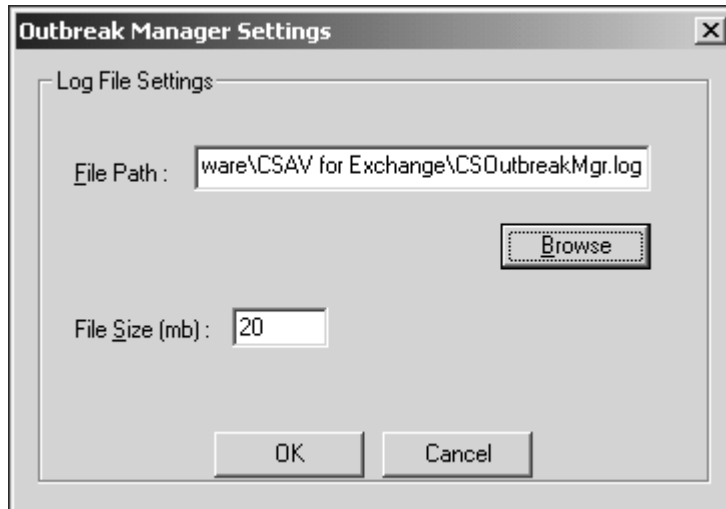 Outbreak Manager Settings
Log File Settings
File Path :
ware\CSAV for Exchange\CSOutbreakMgr.log
Browse
File Size (mb) :
20
OK
Cancel